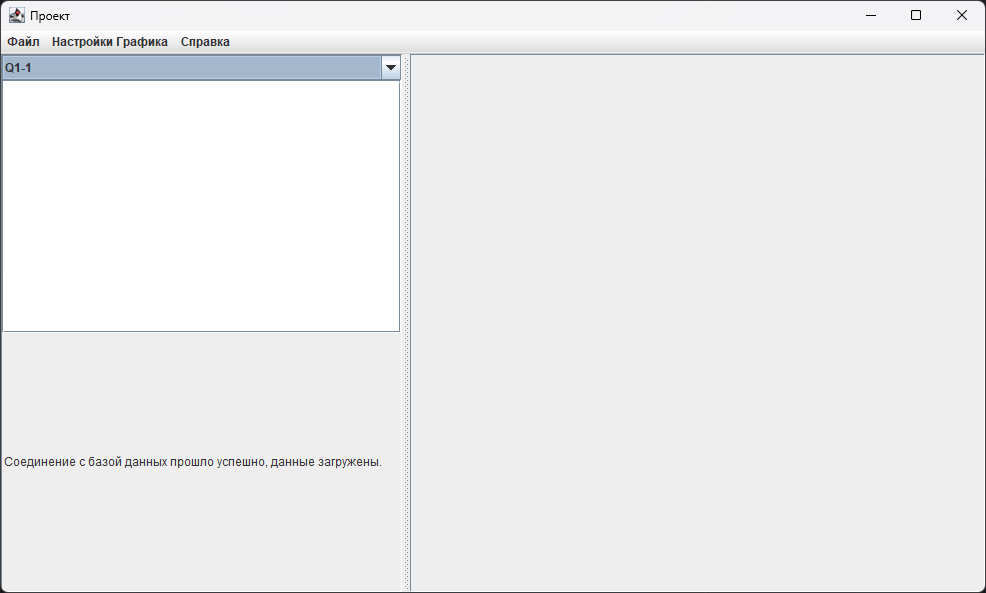 Проект
Файл Настройки Графика Справка
Q1-1
Соединение с базой данных прошло успешно, данные загружены.